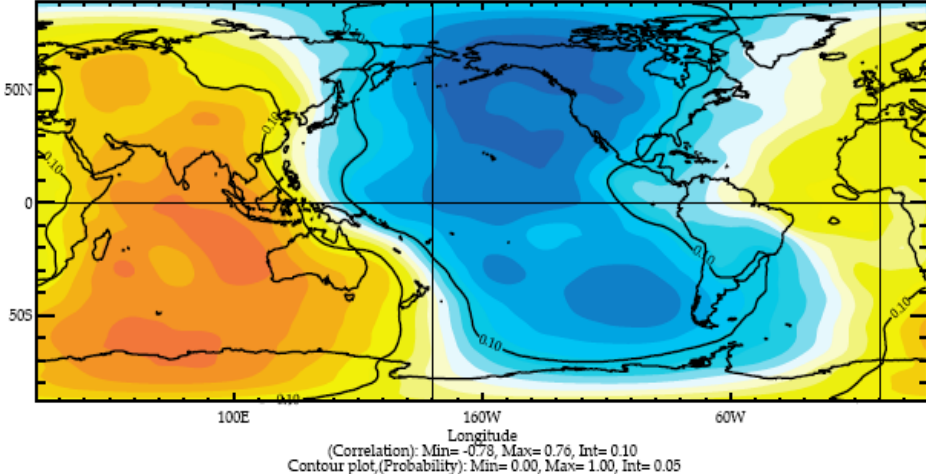 50N
0.10
0.10
0
0.10
50S
0.10
0.10
0.10
100E
160W
60W
Longitude
(Correlation): Min= -0.78, Max= 0.76, Int= 0.10
Contour plot,(Probability): Min= 0.00, Max= 1.00, Int= 0.05